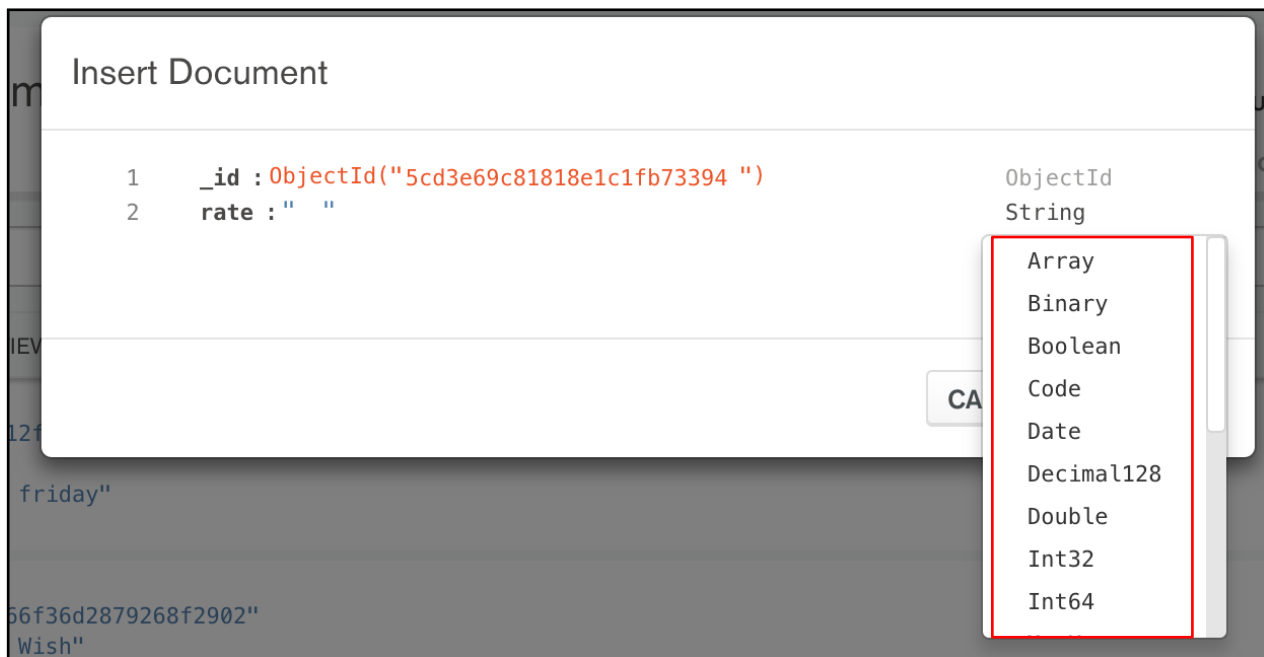 Insert Document
1 _id : ObjectId("5cd3e69c81818e1c1fb73394 ") ObjectId
2 rate : "  " String
Array
Binary
Boolean
Code
Date
Decimal128
Double
Int32
Int64
CA
m
IEV
12f
friday"
66f36d2879268f2902"
Wish"